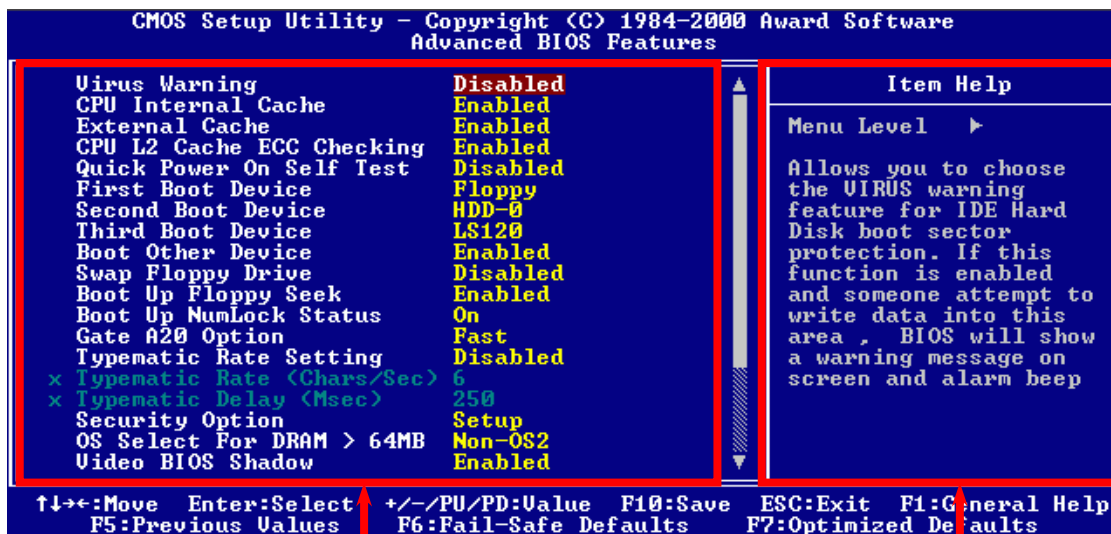 CMOS Setup Utility – Copyright (C) 1984–2000 Award Software
Advanced BIOS Features
Virus Warning Disabled
CPU Internal Cache Enabled
External Cache Enabled
CPU L2 Cache ECC Checking Enabled
Quick Power On Self Test Disabled
First Boot Device Floppy
Second Boot Device HDD-0
Third Boot Device LS120
Boot Other Device Enabled
Swap Floppy Drive Disabled
Boot Up Floppy Seek Enabled
Boot Up NumLock Status On
Gate A20 Option Fast
Typematic Rate Setting Disabled
x Typematic Rate (Chars/Sec) 6
x Typematic Delay (Msec) 250
Security Option Setup
OS Select For DRAM > 64MB Non-OS2
Video BIOS Shadow Enabled
Item Help
Menu Level ▸
Allows you to choose
the VIRUS warning
feature for IDE Hard
Disk boot sector
protection. If this
function is enabled
and someone attempt to
write data into this
area , BIOS will show
a warning message on
screen and alarm beep
↑↓→←:Move Enter:Select +/-/PU/PD:Value F10:Save ESC:Exit F1:General Help
F5:Previous Values F6:Fail-Safe Defaults F7:Optimized Defaults